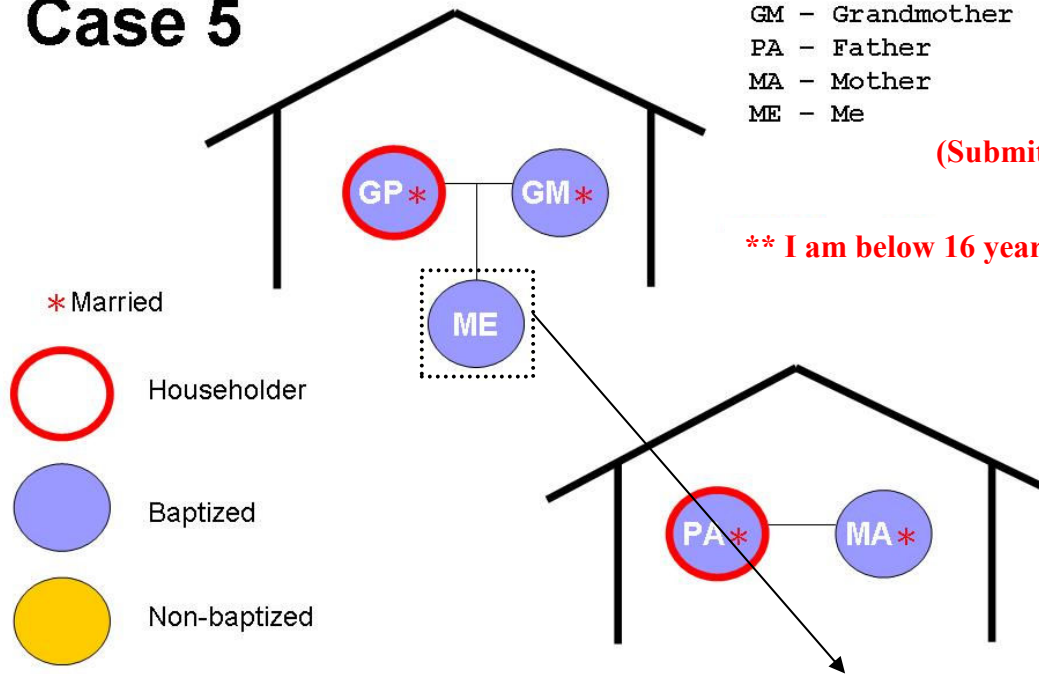 Case 5
GM – Grandmother
PA – Father
MA – Mother
ME – Me
(Submit
** I am below 16 year
GP *
GM *
ME
* Married
Householder
Baptized
Non-baptized
PA *
MA *